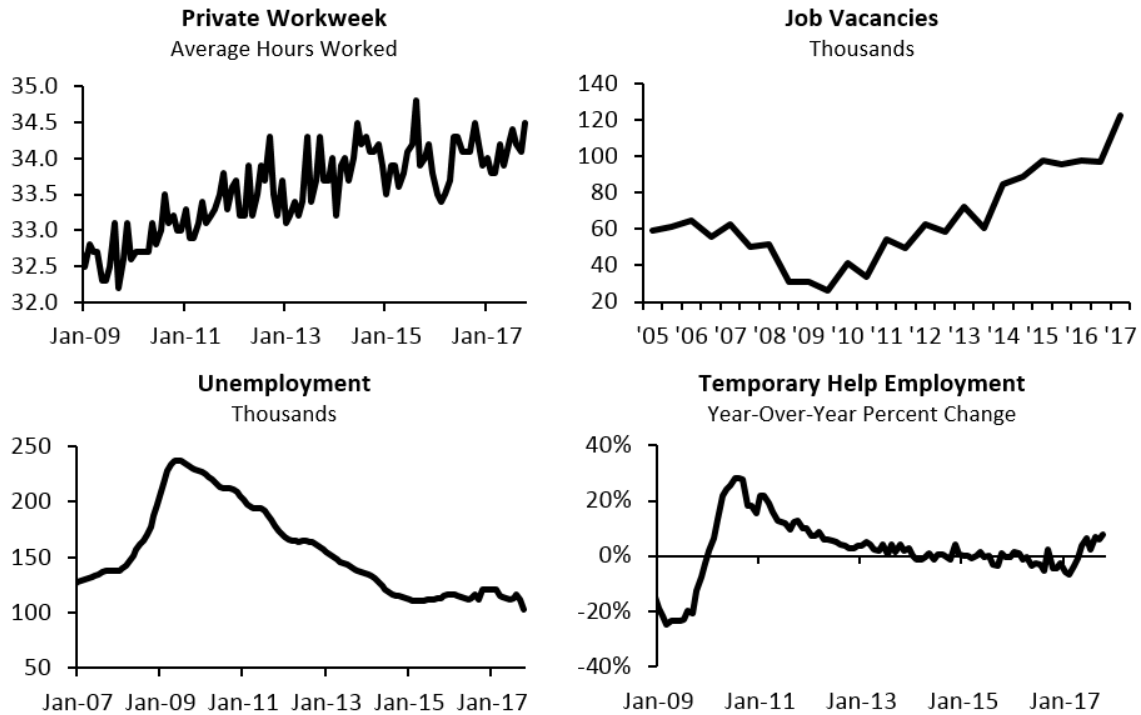 Private Workweek
Average Hours Worked
35.0
34.5
34.0
33.5
33.0
32.5
32.0
Jan-09 Jan-11 Jan-13 Jan-15 Jan-17
Job Vacancies
Thousands
140
120
100
80
60
40
20
'05 '06 '07 '08 '09 '10 '11 '12 '13 '14 '15 '16 '17
Unemployment
Thousands
250
200
150
100
50
Jan-07 Jan-09 Jan-11 Jan-13 Jan-15 Jan-17
Temporary Help Employment
Year-Over-Year Percent Change
40%
20%
0%
-20%
-40%
Jan-09 Jan-11 Jan-13 Jan-15 Jan-17